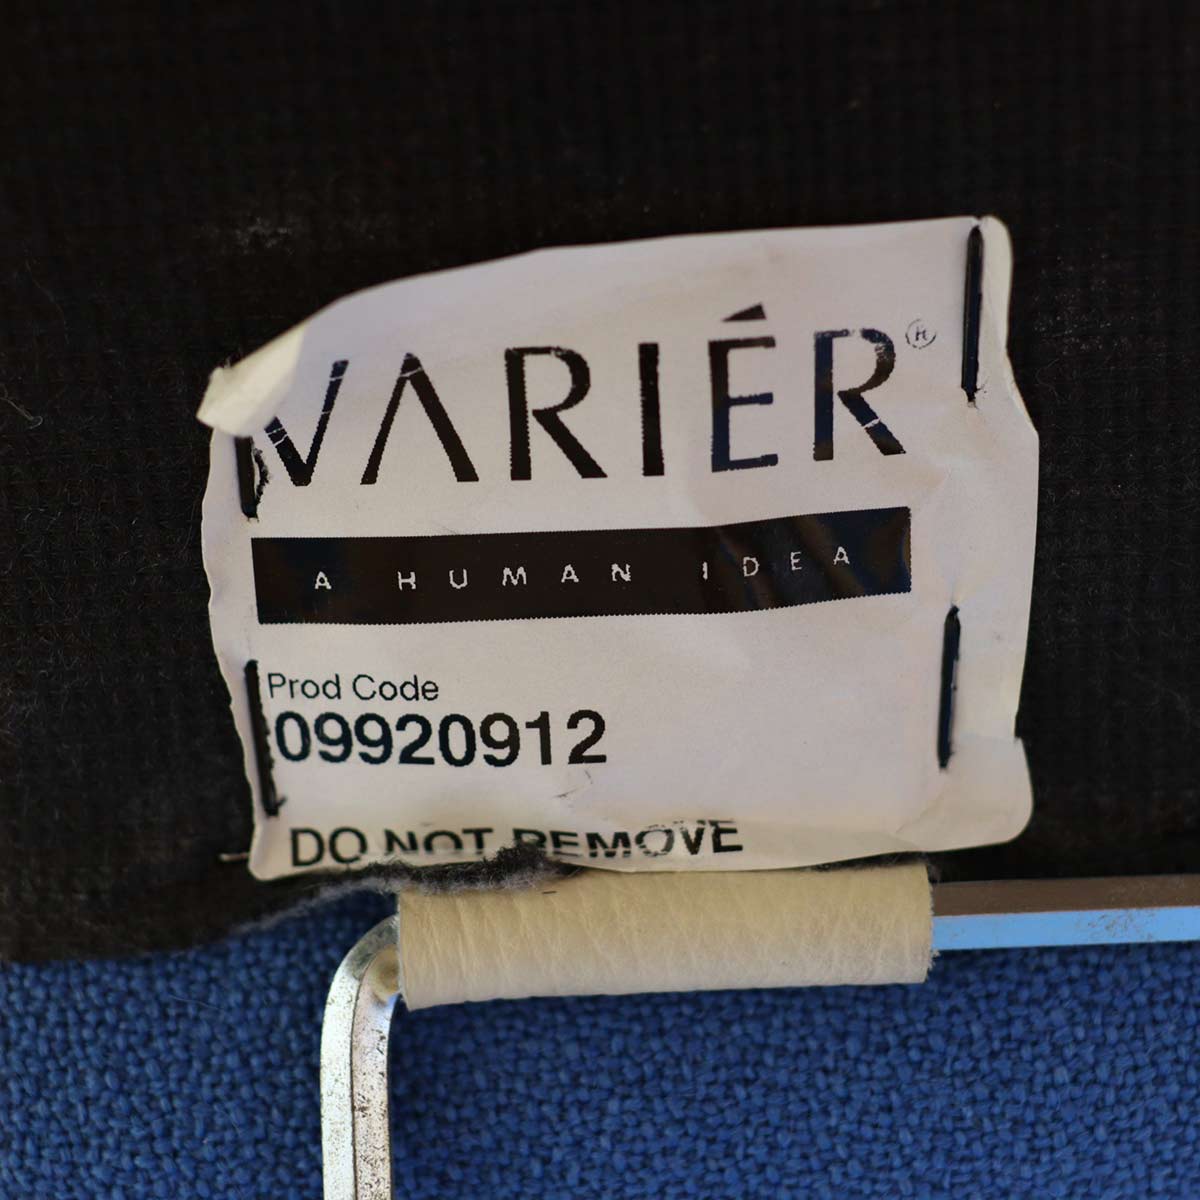 VARIÉR®
A HUMAN IDEA
Prod Code
09920912
DO NOT REMOVE